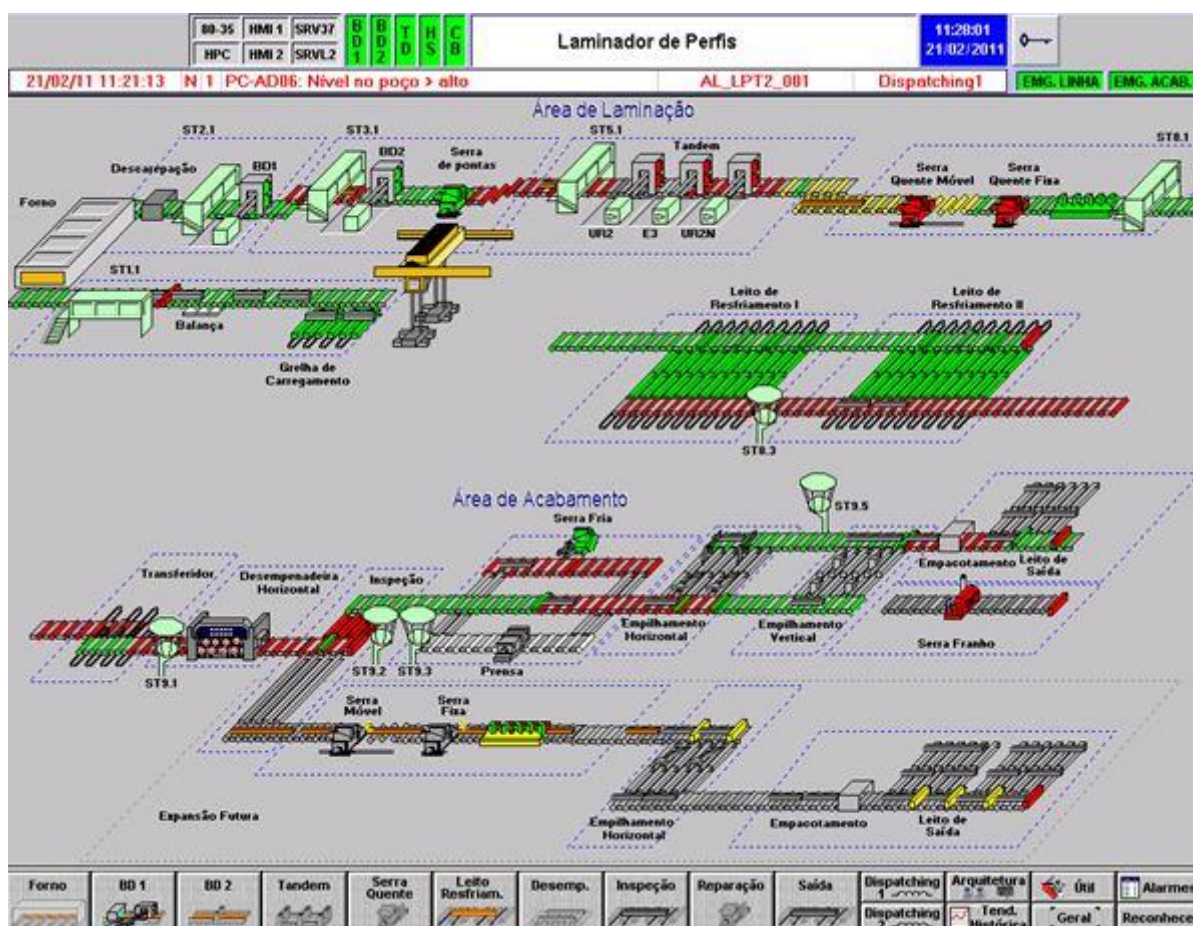 80-35 HMI 1 SRV37
HPC HMI 2 SRVL2
BD1 BD2 TD HS CB
Laminador de Perfis
11:28:01
21/02/2011
21/02/11 11:21:13 N 1 PC-AD06: Nível no poço > alto AL_LPT2_001 Dispatching1
EMG. LINHA EMG. ACAB.
Área de Laminação
ST2.1 ST3.1 ST5.1 ST8.1
Descarepação BD1 BD2 Serra de pontas Tandem
Serra Quente Móvel
Serra Quente Fixa
Forno
UR2 E3 UR2N
ST1.1
Balança
Grelha de
Carregamento
Leito de
Resfriamento I
Leito de
Resfriamento II
ST8.3
Área de Acabamento
Serra Fria
ST9.5
Transferidor
Desempenadeira
Horizontal
Inspeção
Empacotamento
Leito de
Saída
Empilhamento
Horizontal
Empilhamento
Vertical
Serra Franho
ST9.1
ST9.2 ST9.3
Prensa
Serra
Móvel
Serra
Fixa
Expansão Futura
Empilhamento
Horizontal
Empacotamento
Leito de
Saída
Forno BD 1 BD 2 Tandem
Serra
Quente
Leito
Resfriam.
Desemp. Inspeção Reparação Saída
Dispatching
1
Arquitetura
Útil
Alarmes
Dispatching
2
Tend.
Histórica
Geral
Reconhece